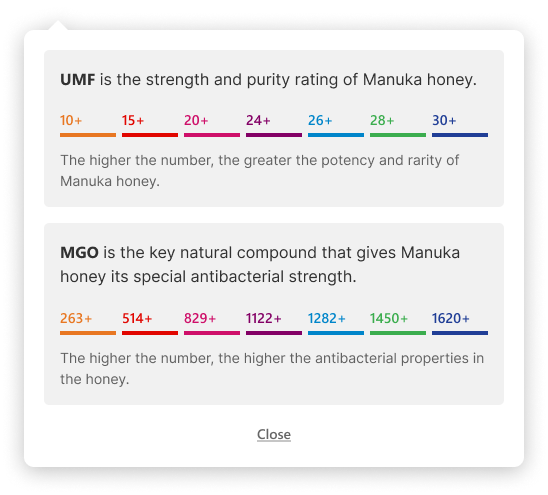 UMF is the strength and purity rating of Manuka honey.
10+ 15+ 20+ 24+ 26+ 28+ 30+
The higher the number, the greater the potency and rarity of
Manuka honey.
MGO is the key natural compound that gives Manuka
honey its special antibacterial strength.
263+ 514+ 829+ 1122+ 1282+ 1450+ 1620+
The higher the number, the higher the antibacterial properties in
the honey.
Close